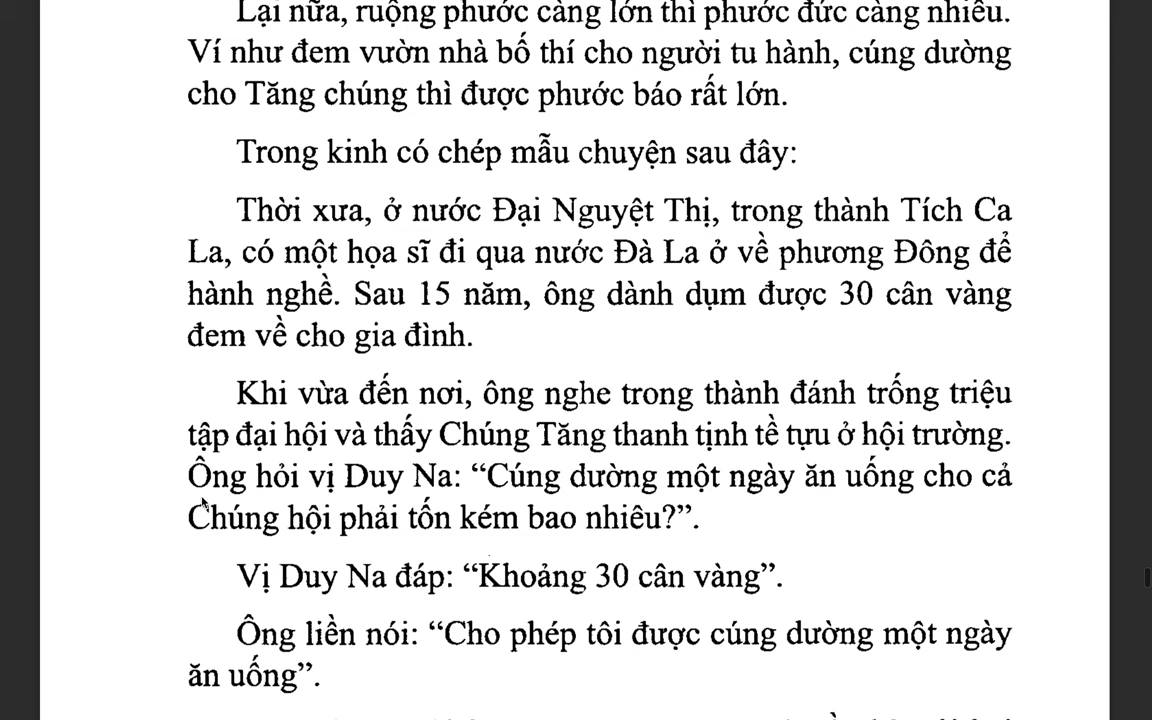 Lại nữa, ruộng phước càng lớn thì phước đức càng nhiều.
Ví như đem vườn nhà bố thí cho người tu hành, cúng dường
cho Tăng chúng thì được phước báo rất lớn.
Trong kinh có chép mẫu chuyện sau đây:
Thời xưa, ở nước Đại Nguyệt Thị, trong thành Tích Ca
La, có một họa sĩ đi qua nước Đà La ở về phương Đông để
hành nghề. Sau 15 năm, ông dành dụm được 30 cân vàng
đem về cho gia đình.
Khi vừa đến nơi, ông nghe trong thành đánh trống triệu
tập đại hội và thấy Chúng Tăng thanh tịnh tề tựu ở hội trường.
Ông hỏi vị Duy Na: “Cúng dường một ngày ăn uống cho cả
Chúng hội phải tốn kém bao nhiêu?”.
Vị Duy Na đáp: “Khoảng 30 cân vàng”.
Ông liền nói: “Cho phép tôi được cúng dường một ngày
ăn uống”.